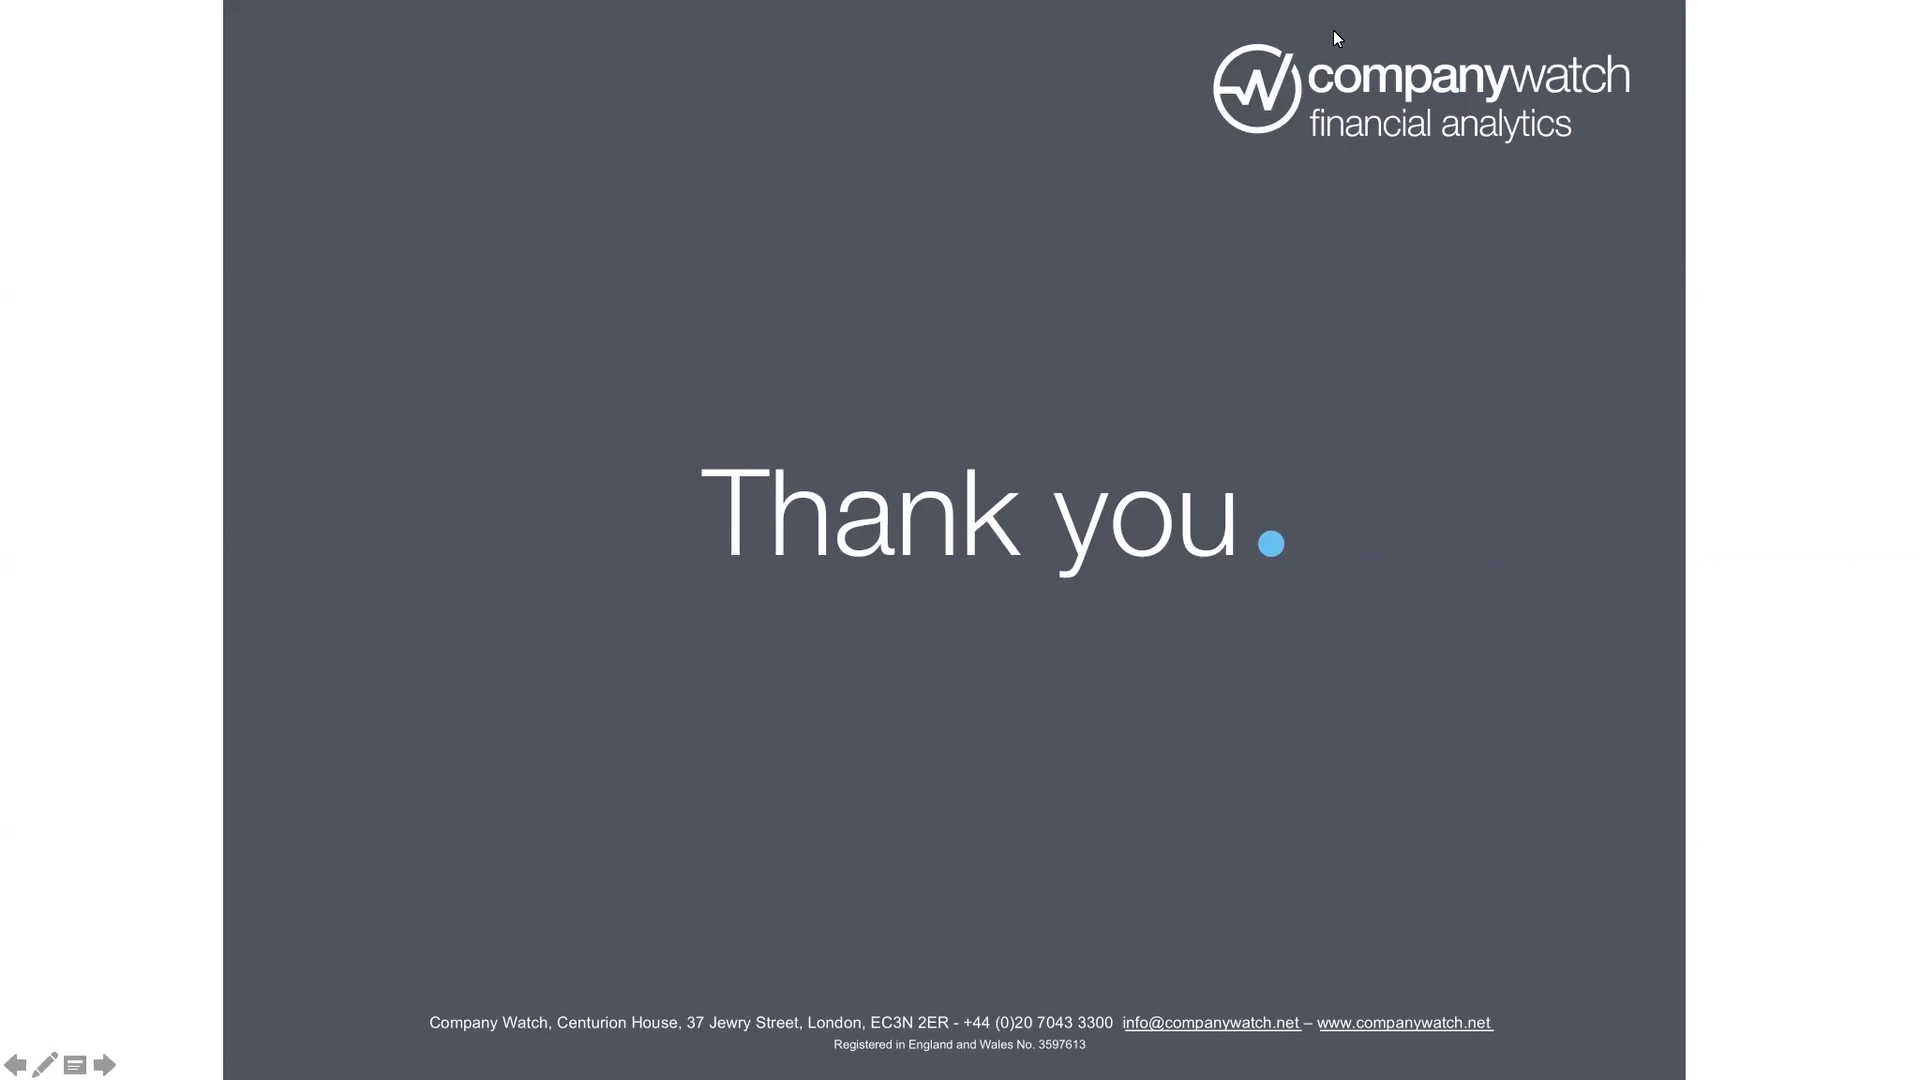 companywatch
financial analytics
Thank you.
Company Watch, Centurion House, 37 Jewry Street, London, EC3N 2ER - +44 (0)20 7043 3300 info@companywatch.net – www.companywatch.net
Registered in England and Wales No. 3597613